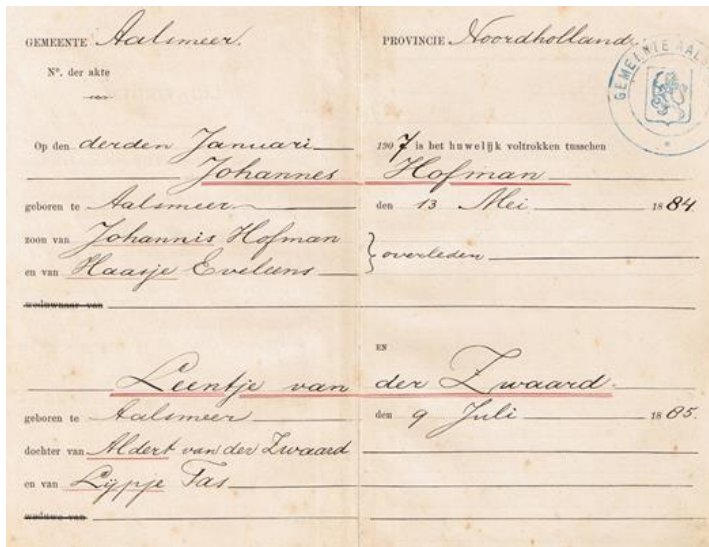 GEMEENTE Aalsmeer. PROVINCIE Noordholland.
GEMEENTE AALS
N°. der akte
Op den derden Januari 1907 is het huwelijk voltrokken tusschen
Johannes Hofman
geboren te Aalsmeer den 13 Mei 1884.
zoon van Johannis Hofman
en van Haasje Eveleens } overleden
weduwnaar van
EN
Leentje van der Zwaard.
geboren te Aalsmeer den 9 Juli 1885.
dochter van Aldert van der Zwaard
en van Lijpje Tas
weduwe van